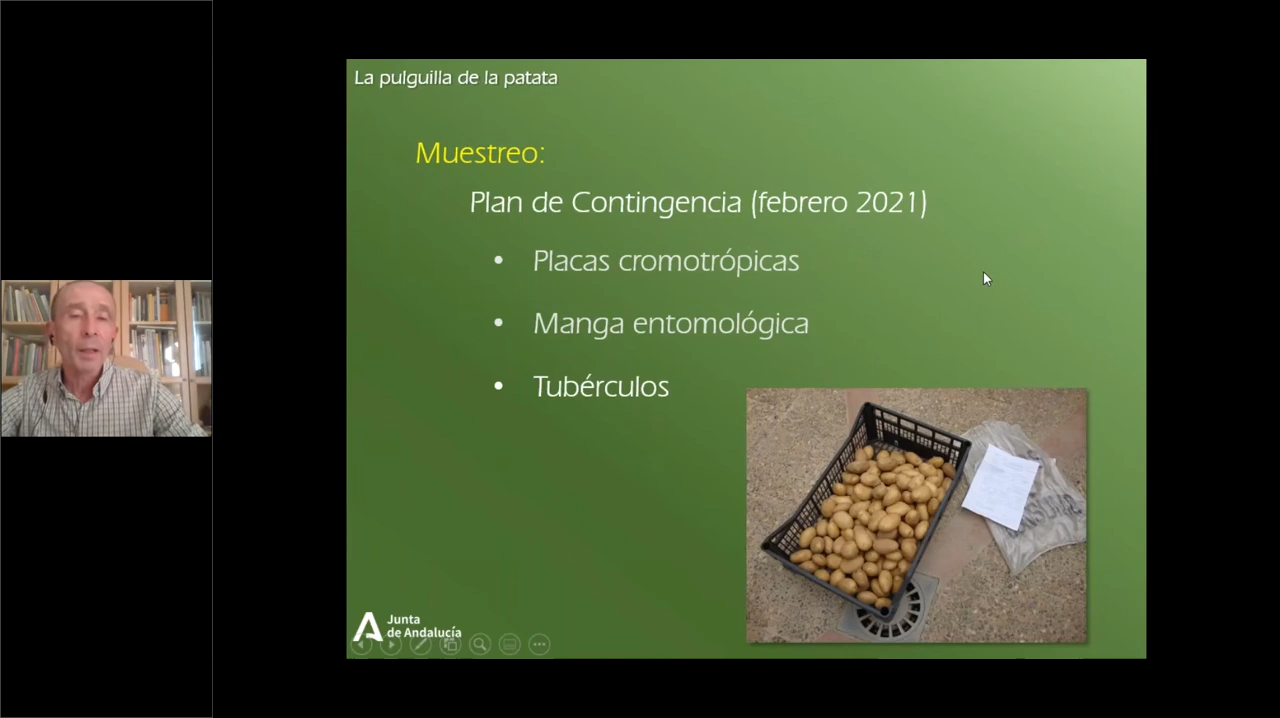 La pulguilla de la patata
Muestreo:
Plan de Contingencia (febrero 2021)
• Placas cromotrópicas
• Manga entomológica
• Tubérculos
Junta
de Andalucía